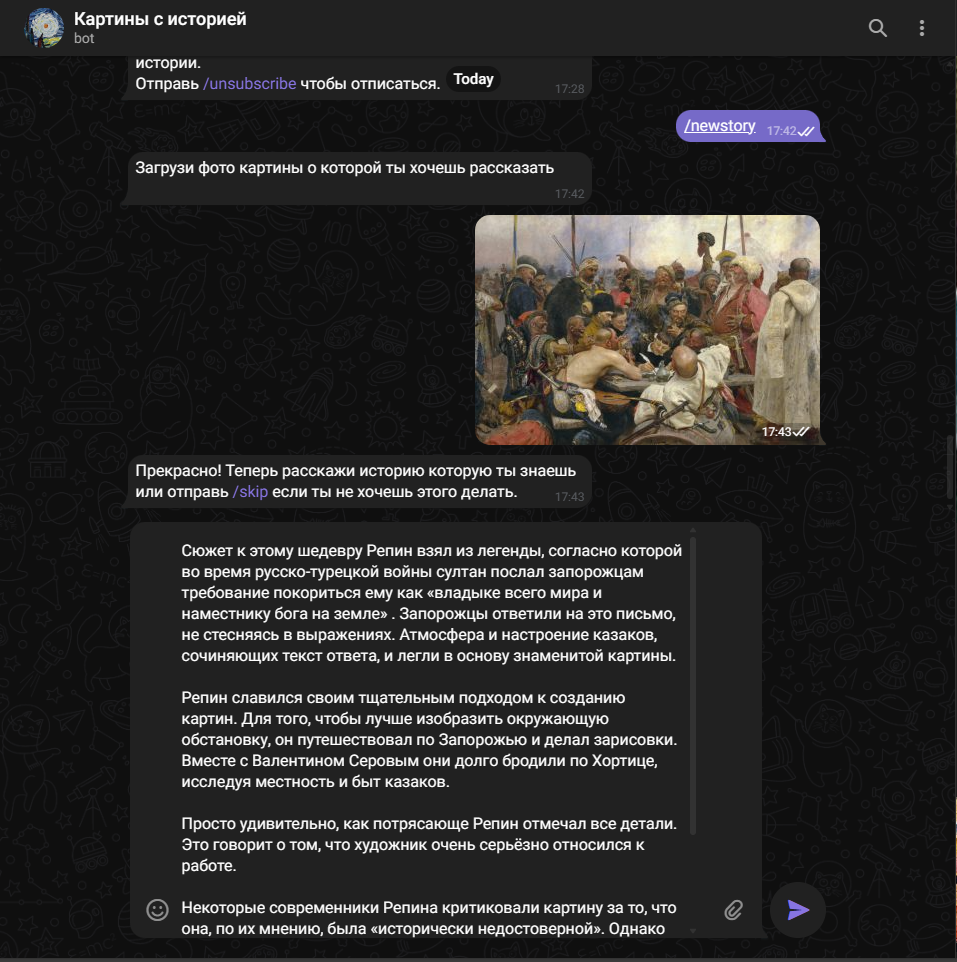 Картины с историей
bot
истории.
Отправь /unsubscribe чтобы отписаться.
Today
17:28
/newstory
17:42
Загрузи фото картины о которой ты хочешь рассказать
17:42
17:43
Прекрасно! Теперь расскажи историю которую ты знаешь
или отправь /skip если ты не хочешь этого делать.
17:43
Сюжет к этому шедевру Репин взял из легенды, согласно которой
во время русско-турецкой войны султан послал запорожцам
требование покориться ему как «владыке всего мира и
наместнику бога на земле» . Запорожцы ответили на это письмо,
не стесняясь в выражениях. Атмосфера и настроение казаков,
сочиняющих текст ответа, и легли в основу знаменитой картины.
Репин славился своим тщательным подходом к созданию
картин. Для того, чтобы лучше изобразить окружающую
обстановку, он путешествовал по Запорожью и делал зарисовки.
Вместе с Валентином Серовым они долго бродили по Хортице,
исследуя местность и быт казаков.
Просто удивительно, как потрясающе Репин отмечал все детали.
Это говорит о том, что художник очень серьёзно относился к
работе.
Некоторые современники Репина критиковали картину за то, что
она, по их мнению, была «исторически недостоверной». Однако